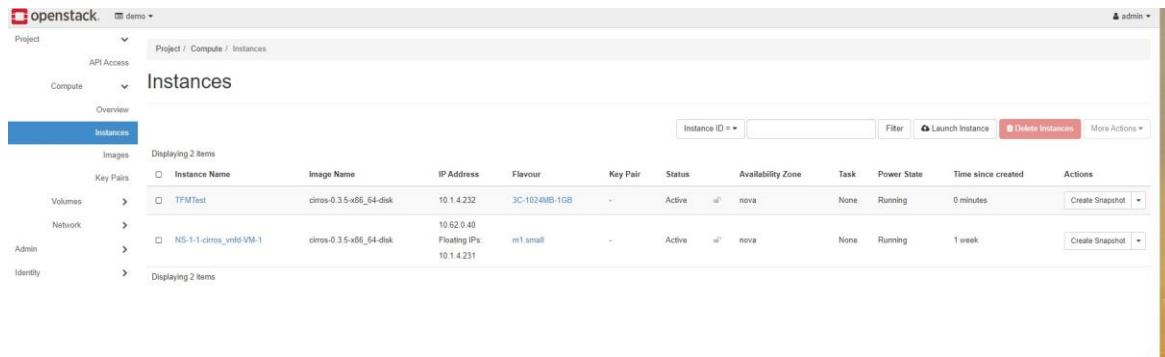 openstack. demo admin
Project
API Access
Compute
Overview
Instances
Images
Key Pairs
Volumes
Network
Admin
Identity
Project / Compute / Instances
Instances
Instance ID = Filter Launch Instance Delete Instances More Actions
Displaying 2 items
Instance Name Image Name IP Address Flavour Key Pair Status Availability Zone Task Power State Time since created Actions
TFMTest cirros-0.3.5-x86_64-disk 10.1.4.232 3C-1024MB-1GB - Active nova None Running 0 minutes Create Snapshot
10.62.0.40
NS-1-1-cirros_vnfd-VM-1 cirros-0.3.5-x86_64-disk Floating IPs: m1.small - Active nova None Running 1 week Create Snapshot
10.1.4.231
Displaying 2 items